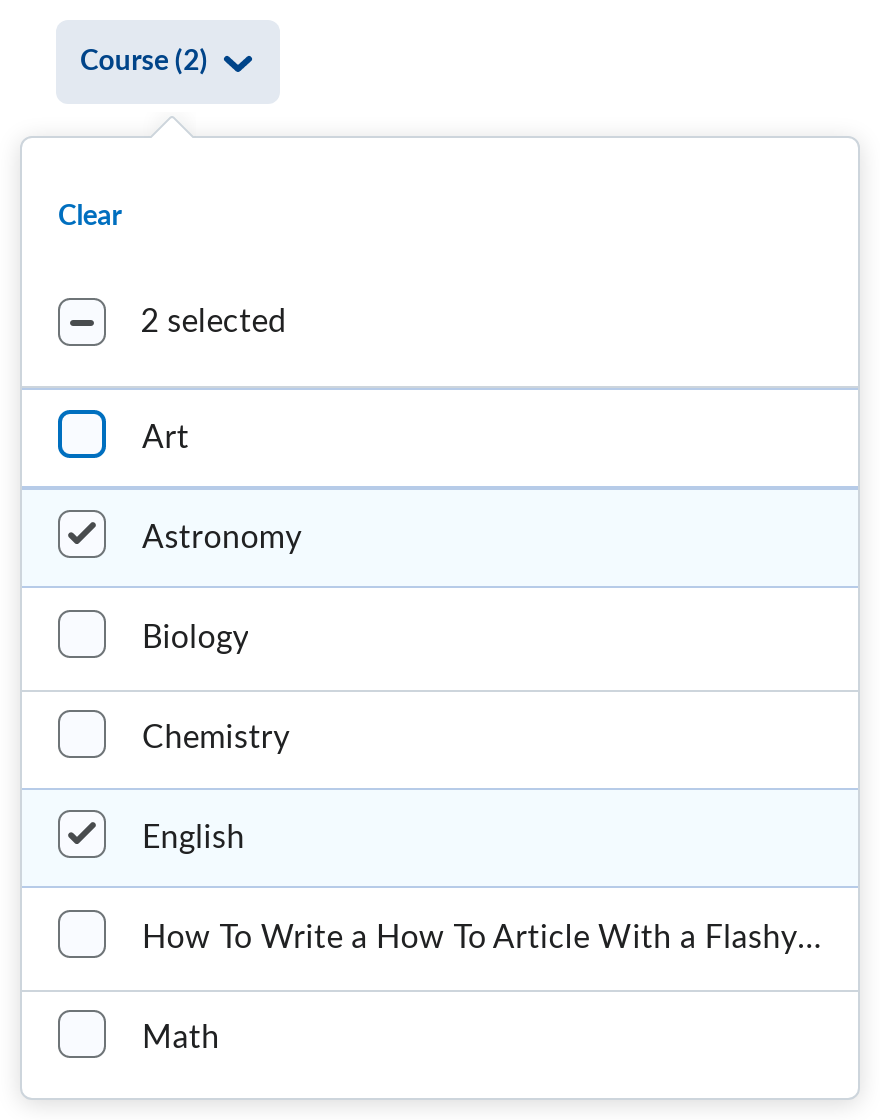 Course (2)
Clear
2 selected
Art
Astronomy
Biology
Chemistry
English
How To Write a How To Article With a Flashy...
Math